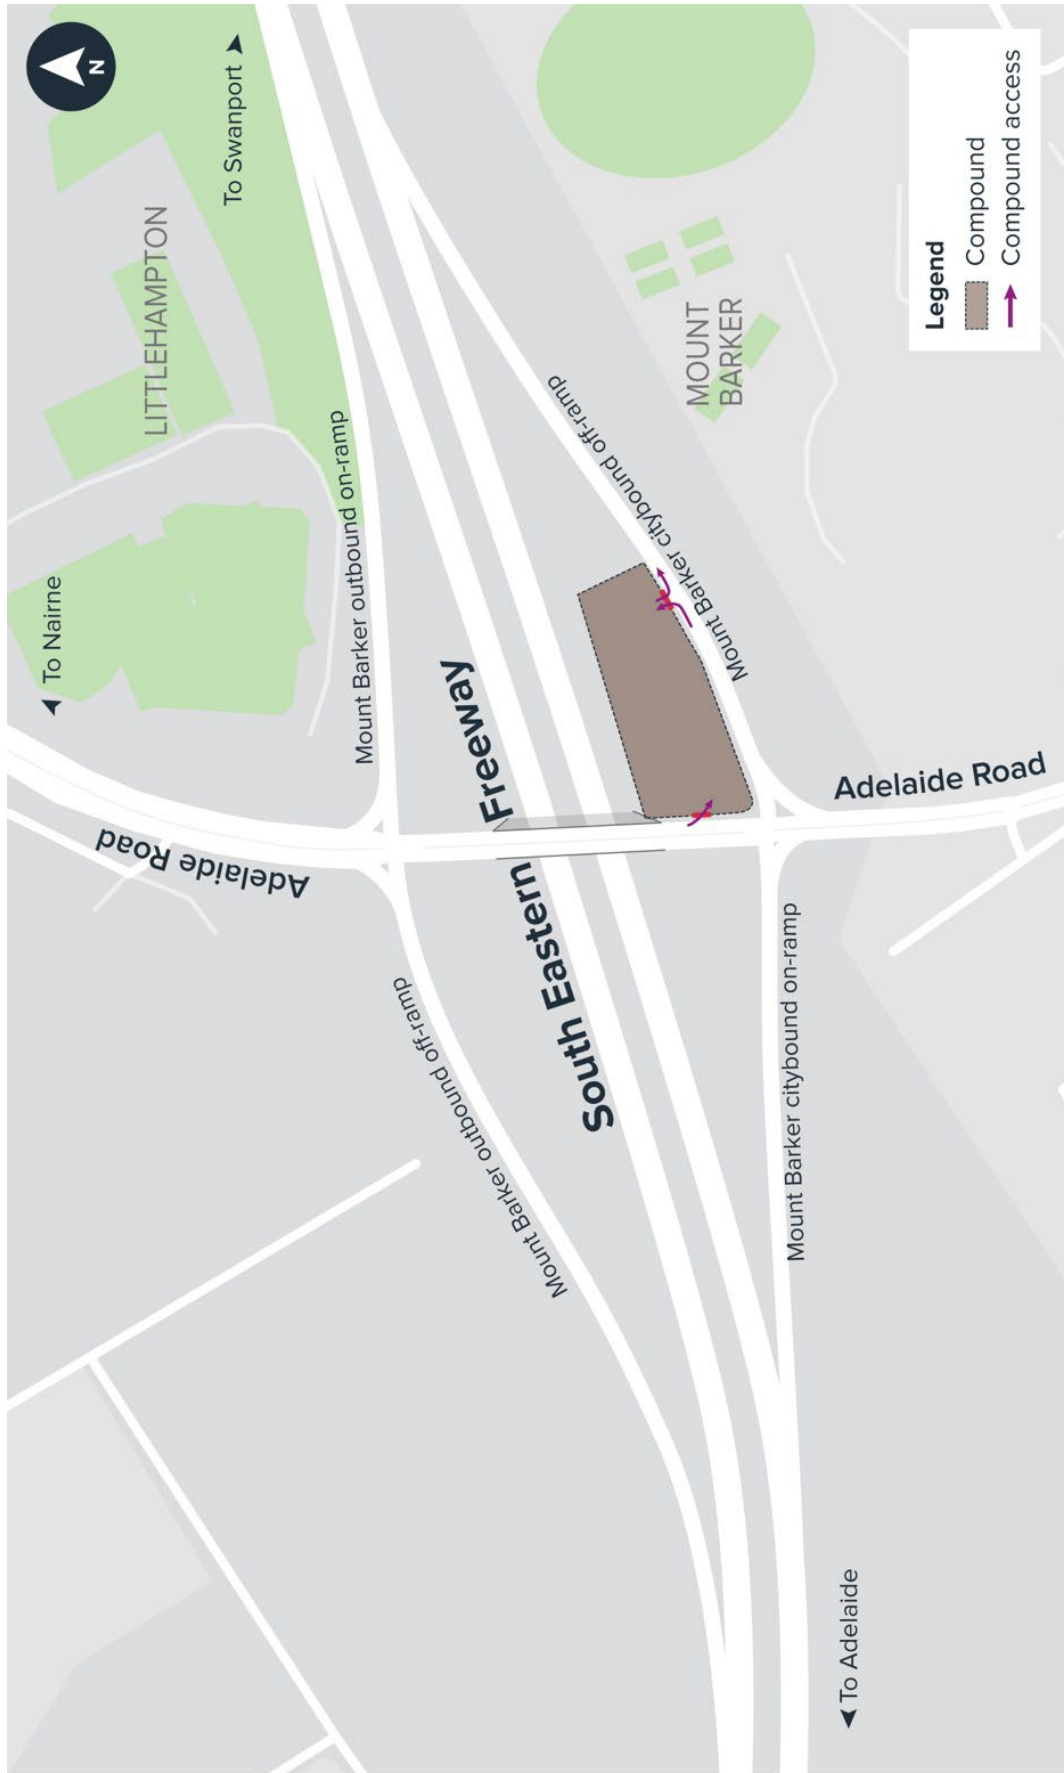 N
To Swanport
LITTLEHAMPTON
To Nairne
Mount Barker outbound on-ramp
Adelaide Road
South Eastern Freeway
Mount Barker outbound off-ramp
Mount Barker citybound off-ramp
MOUNT
BARKER
Adelaide Road
Mount Barker citybound on-ramp
To Adelaide
Legend
Compound
Compound access